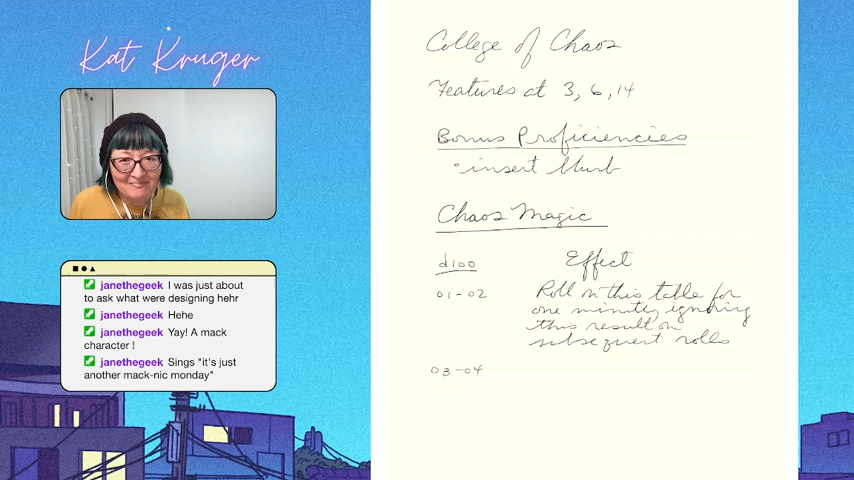 Kat Kruger
janethegeek I was just about
to ask what were designing hehr
janethegeek Hehe
janethegeek Yay! A mack
character !
janethegeek Sings "it's just
another mack-nic monday"
College of Chaos
Features at 3, 6, 14
Bonus Proficiencies
• insert blurb
Chaos Magic
d100 Effect
01-02 Roll on this table for
one minute, ignoring
this result on
subsequent rolls
03-04